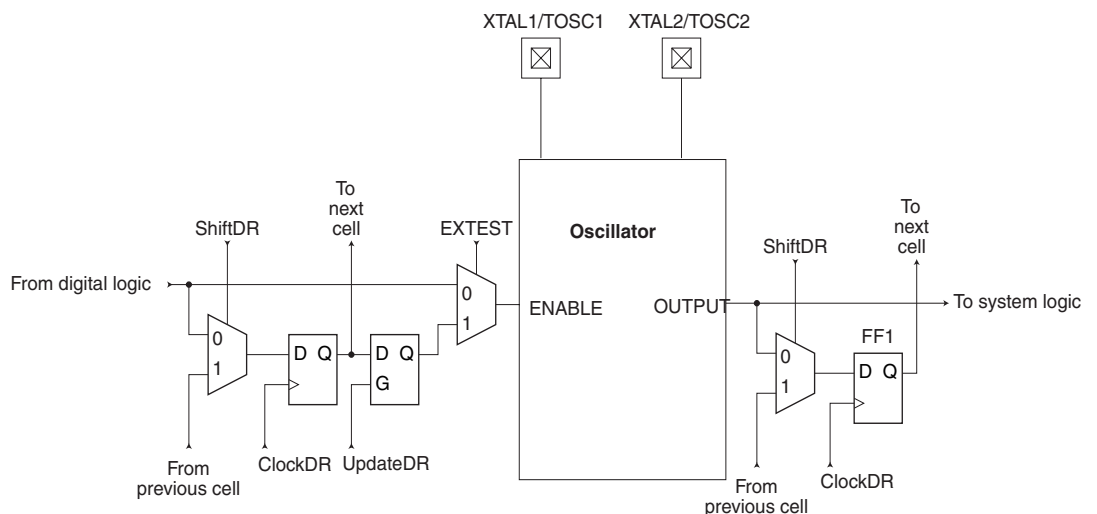 XTAL1/TOSC1
XTAL2/TOSC2
To
next
cell
ShiftDR
EXTEST
Oscillator
To
next
cell
ShiftDR
From digital logic
0
1
0
1
ENABLE
OUTPUT
To system logic
FF1
D Q
D Q
G
0
1
D Q
From
previous cell
ClockDR
UpdateDR
From
previous cell
ClockDR